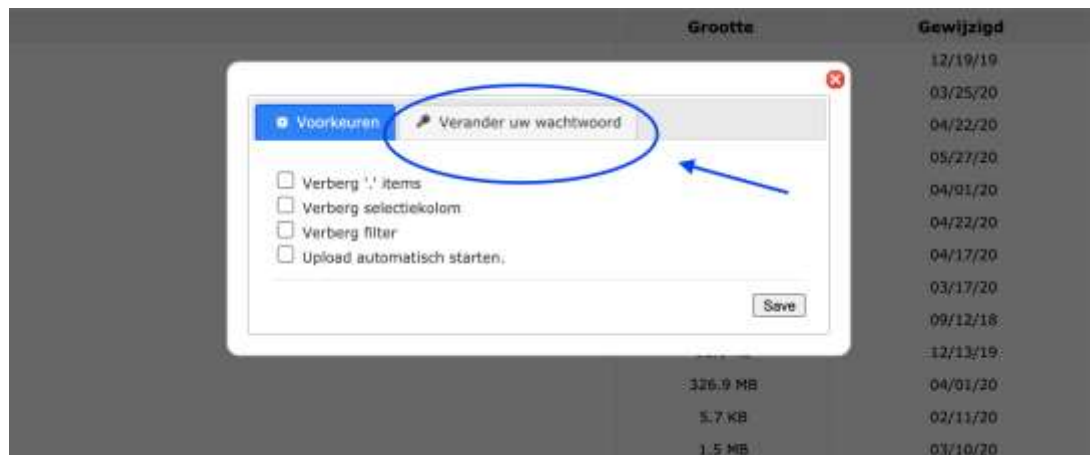 Grootte Gewijzigd
12/19/19
03/25/20
Voorkeuren Verander uw wachtwoord
04/22/20
05/27/20
Verberg '.' items
04/01/20
Verberg selectiekolom
04/22/20
Verberg filter
Upload automatisch starten.
04/17/20
03/17/20
Save
09/12/18
12/13/19
326.9 MB 04/01/20
5.7 KB 02/11/20
1.5 MB 03/10/20